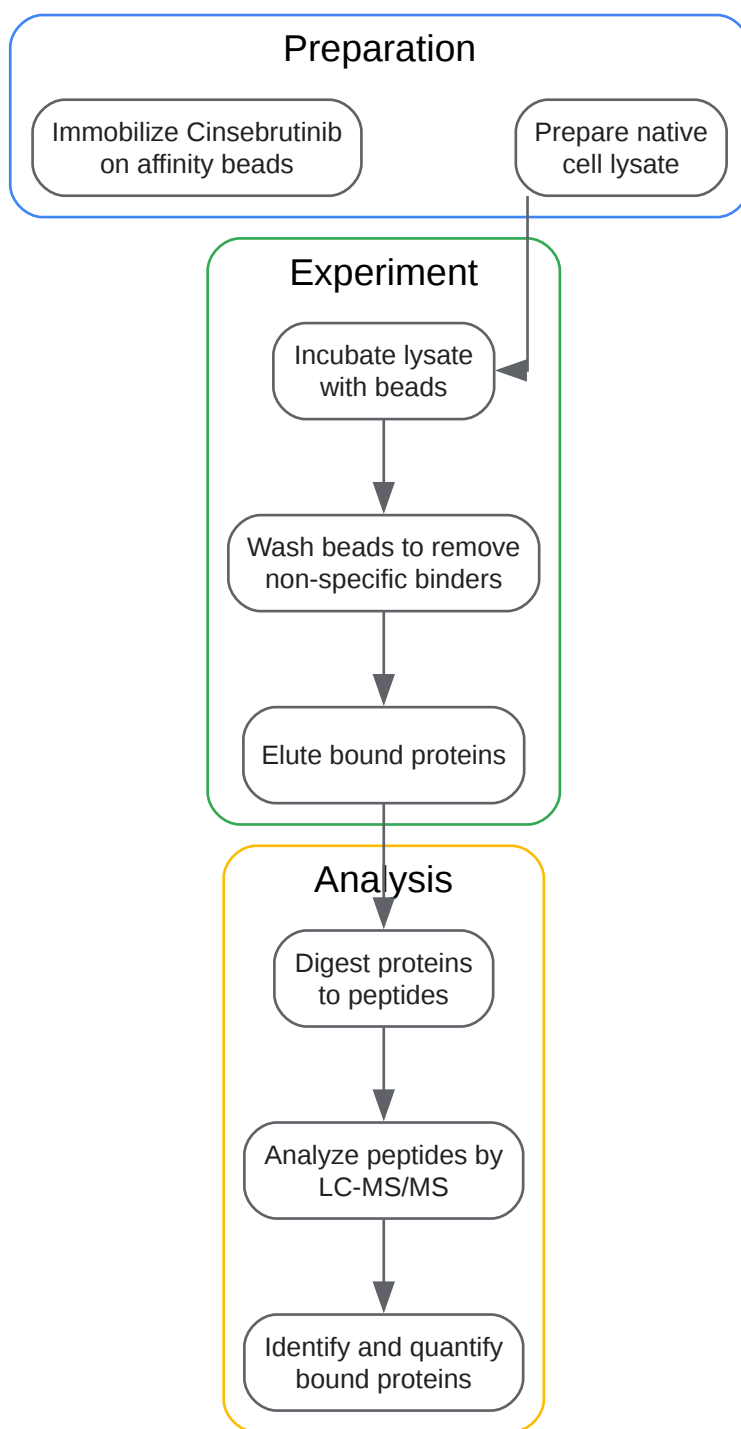 Preparation
Immobilize Cinsebrutinib
on affinity beads
Prepare native
cell lysate
Experiment
Incubate lysate
with beads
Wash beads to remove
non-specific binders
Elute bound proteins
Analysis
Digest proteins
to peptides
Analyze peptides by
LC-MS/MS
Identify and quantify
bound proteins